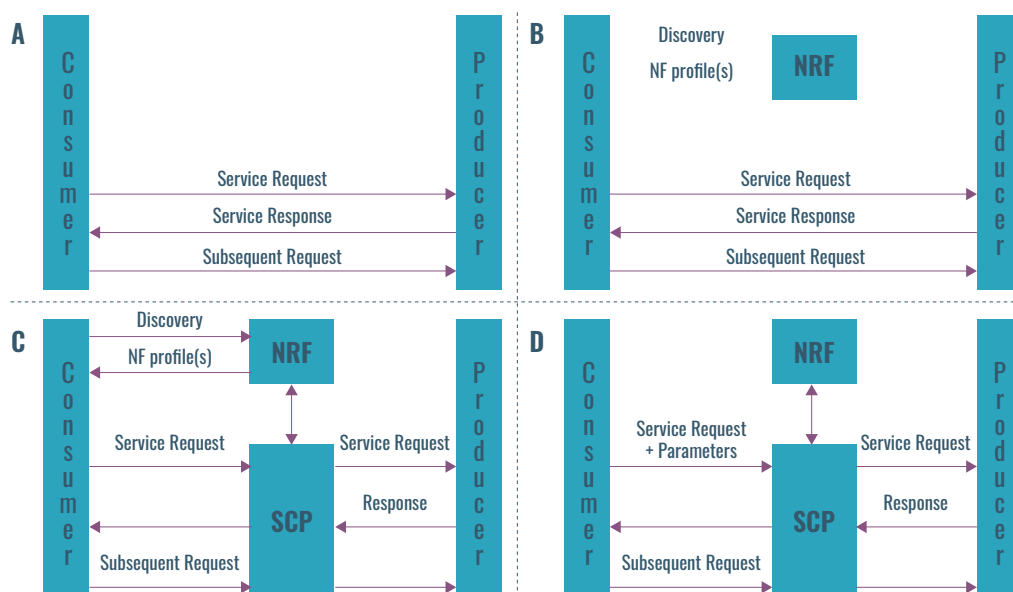 A
Consumer
Producer
Service Request
Service Response
Subsequent Request
B
Consumer
Discovery
NF profile(s)
NRF
Producer
Service Request
Service Response
Subsequent Request
C
Consumer
Discovery
NF profile(s)
NRF
Producer
Service Request
Service Request
Response
SCP
Subsequent Request
D
Consumer
NRF
Producer
Service Request
+ Parameters
Service Request
Response
SCP
Subsequent Request